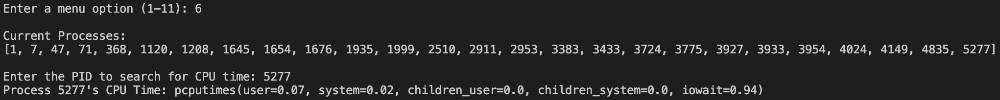 Enter a menu option (1-11): 6
Current Processes:
[1, 7, 47, 71, 368, 1120, 1208, 1645, 1654, 1676, 1935, 1999, 2510, 2911, 2953, 3383, 3433, 3724, 3775, 3927, 3933, 3954, 4024, 4149, 4835, 5277]
Enter the PID to search for CPU time: 5277
Process 5277's CPU Time: pcputimes(user=0.07, system=0.02, children_user=0.0, children_system=0.0, iowait=0.94)